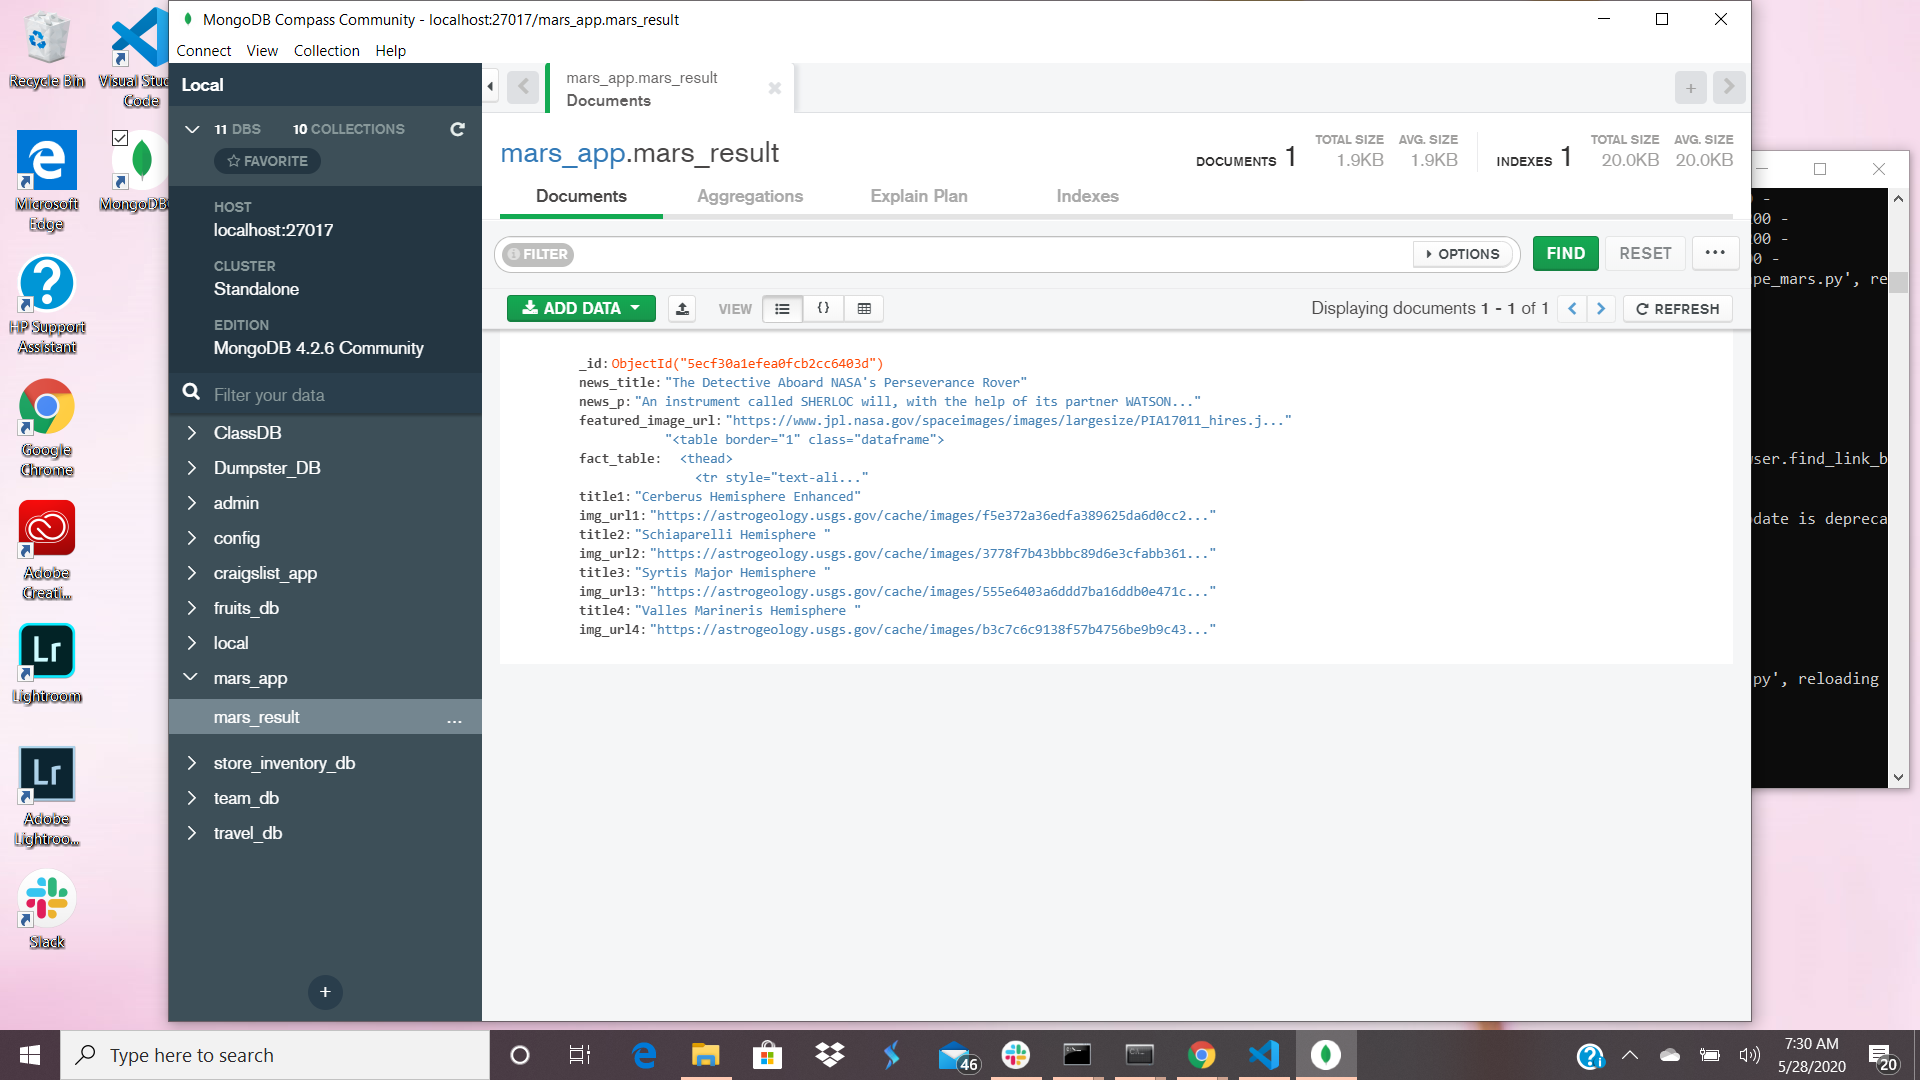 Recycle Bin
Visual Stud
Code
Microsoft
Edge
MongoDB
HP Support
Assistant
Google
Chrome
Adobe
Creati...
Lightroom
Adobe
Lightroo...
Slack
MongoDB Compass Community - localhost:27017/mars_app.mars_result
Connect View Collection Help
Local
11 DBS 10 COLLECTIONS
FAVORITE
HOST
localhost:27017
CLUSTER
Standalone
EDITION
MongoDB 4.2.6 Community
Filter your data
ClassDB
Dumpster_DB
admin
config
craigslist_app
fruits_db
local
mars_app
mars_result ...
store_inventory_db
team_db
travel_db
+
mars_app.mars_result
Documents
mars_app.mars_result
DOCUMENTS 1 TOTAL SIZE 1.9KB AVG. SIZE 1.9KB INDEXES 1 TOTAL SIZE 20.0KB AVG. SIZE 20.0KB
Documents Aggregations Explain Plan Indexes
FILTER OPTIONS FIND RESET ...
ADD DATA VIEW {} Displaying documents 1 - 1 of 1 REFRESH
_id: ObjectId("5ecf30a1efea0fcb2cc6403d")
news_title: "The Detective Aboard NASA's Perseverance Rover"
news_p: "An instrument called SHERLOC will, with the help of its partner WATSON..."
featured_image_url: "https://www.jpl.nasa.gov/spaceimages/images/largesize/PIA17011_hires.j..."
"<table border="1" class="dataframe">
fact_table: <thead>
<tr style="text-ali..."
title1: "Cerberus Hemisphere Enhanced"
img_url1: "https://astrogeology.usgs.gov/cache/images/f5e372a36edfa389625da6d0cc2..."
title2: "Schiaparelli Hemisphere "
img_url2: "https://astrogeology.usgs.gov/cache/images/3778f7b43bbbc89d6e3cfabb361..."
title3: "Syrtis Major Hemisphere "
img_url3: "https://astrogeology.usgs.gov/cache/images/555e6403a6ddd7ba16ddb0e471c..."
title4: "Valles Marineris Hemisphere "
img_url4: "https://astrogeology.usgs.gov/cache/images/b3c7c6c9138f57b4756be9b9c43..."
00 -
00 -
0 -
pe_mars.py', re
ser.find_link_b
date is depreca
py', reloading
Type here to search
46
7:30 AM
5/28/2020
20